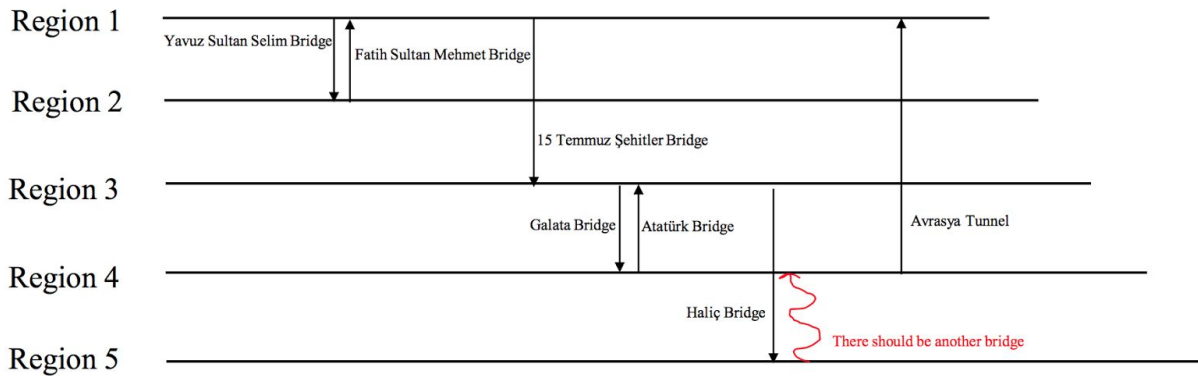 Region 1
Yavuz Sultan Selim Bridge
Fatih Sultan Mehmet Bridge
Region 2
15 Temmuz Şehitler Bridge
Region 3
Galata Bridge
Atatürk Bridge
Avrasya Tunnel
Region 4
Haliç Bridge
There should be another bridge
Region 5